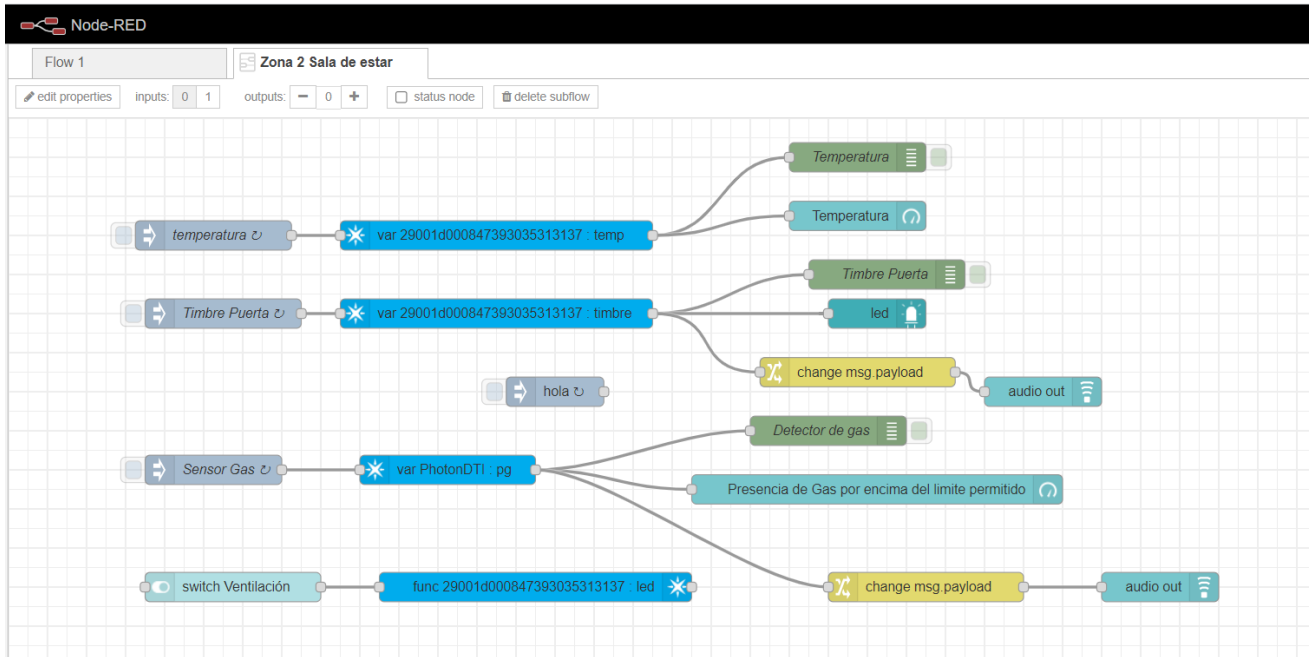 Node-RED
Flow 1
Zona 2 Sala de estar
edit properties
inputs: 0 1
outputs: - 0 +
status node
delete subflow
Temperatura
Temperatura
temperatura ↻
var 29001d000847393035313137 : temp
Timbre Puerta
Timbre Puerta ↻
var 29001d000847393035313137 : timbre
led
change msg.payload
hola ↻
audio out
Detector de gas
Sensor Gas ↻
var PhotonDTI : pg
Presencia de Gas por encima del limite permitido
switch Ventilación
func 29001d000847393035313137 : led
change msg.payload
audio out